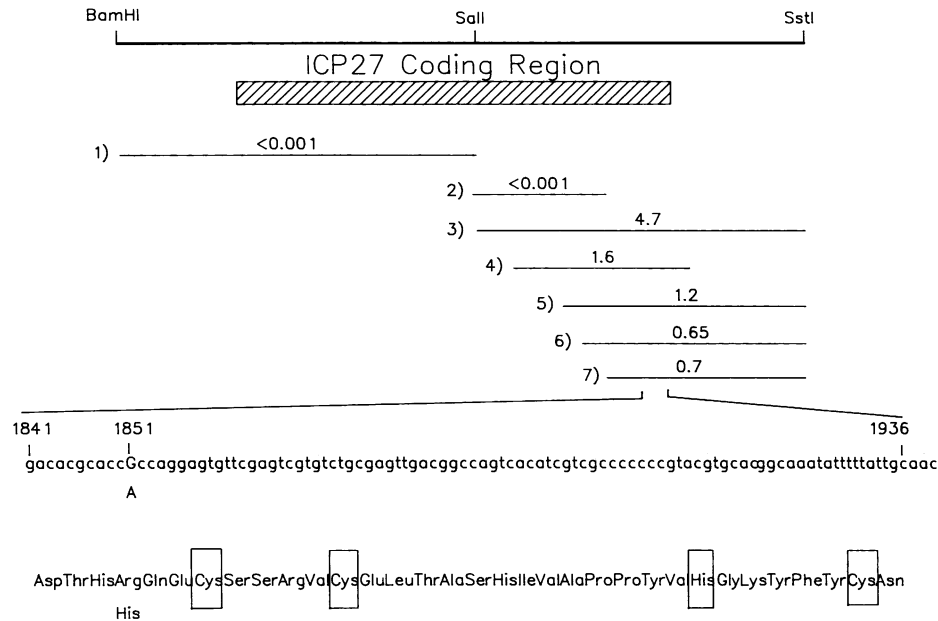 BamHI SalI SstI
ICP27 Coding Region
1) <0.001
2) <0.001
3) 4.7
4) 1.6
5) 1.2
6) 0.65
7) 0.7
1841 1851 1936
gacacgcaccGccaggagtgttcgagtcgtgtctgcgagttgacggccagtcacatcgtcgcccccccgtacgtgcacggcaaatatttttattgcaac
A
AspThrHisArgGlnGluCysSerSerArgValCysGluLeuThrAlaSerHisIleValAlaProProTyrValHisGlyLysTyrPheTyrCysAsn
His